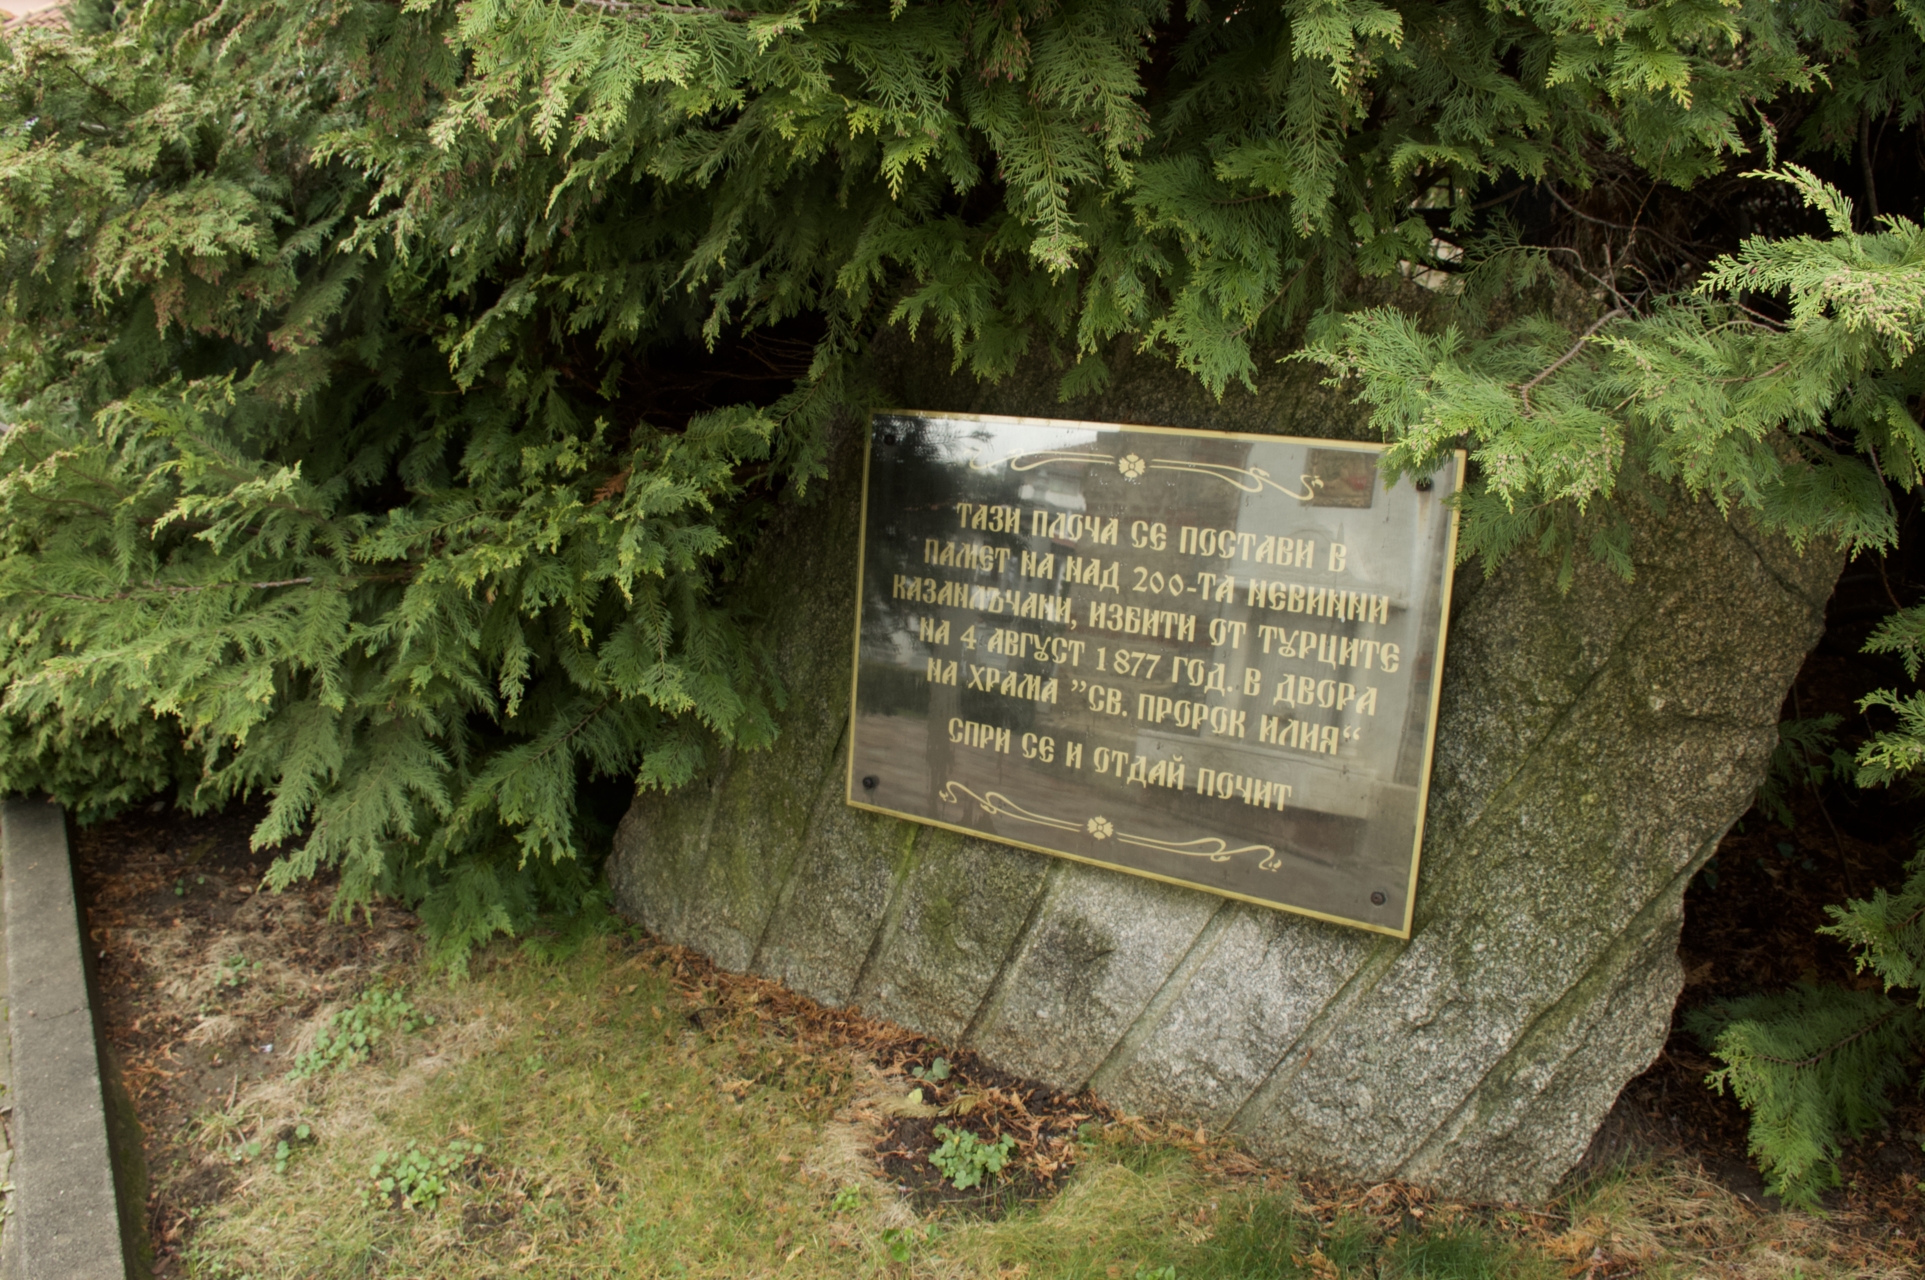 ТАЗИ ПЛОЧА СЕ ПОСТАВИ В
ПАМЕТ НА НАД 200-ТА НЕВИННИ
КАЗАНЛЪЧАНИ, ИЗБИТИ ОТ ТУРЦИТЕ
НА 4 АВГУСТ 1877 ГОД. В ДВОРА
НА ХРАМА "СВ. ПРОРОК ИЛИЯ“
СПРИ СЕ И ОТДАЙ ПОЧИТ